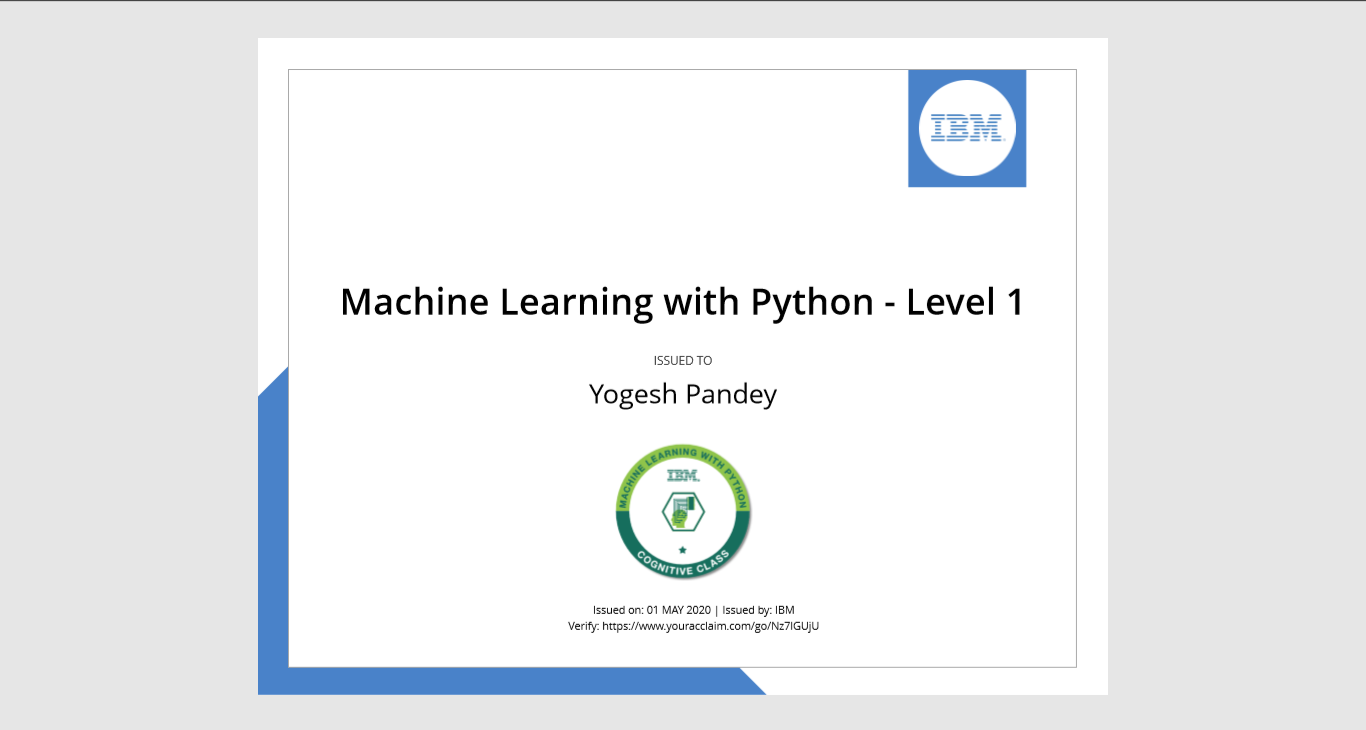 IBM
Machine Learning with Python - Level 1
ISSUED TO
Yogesh Pandey
MACHINE LEARNING WITH PYTHON
IBM
COGNITIVE CLASS
Issued on: 01 MAY 2020 | Issued by: IBM
Verify: https://www.youracclaim.com/go/Nz7IGUjU